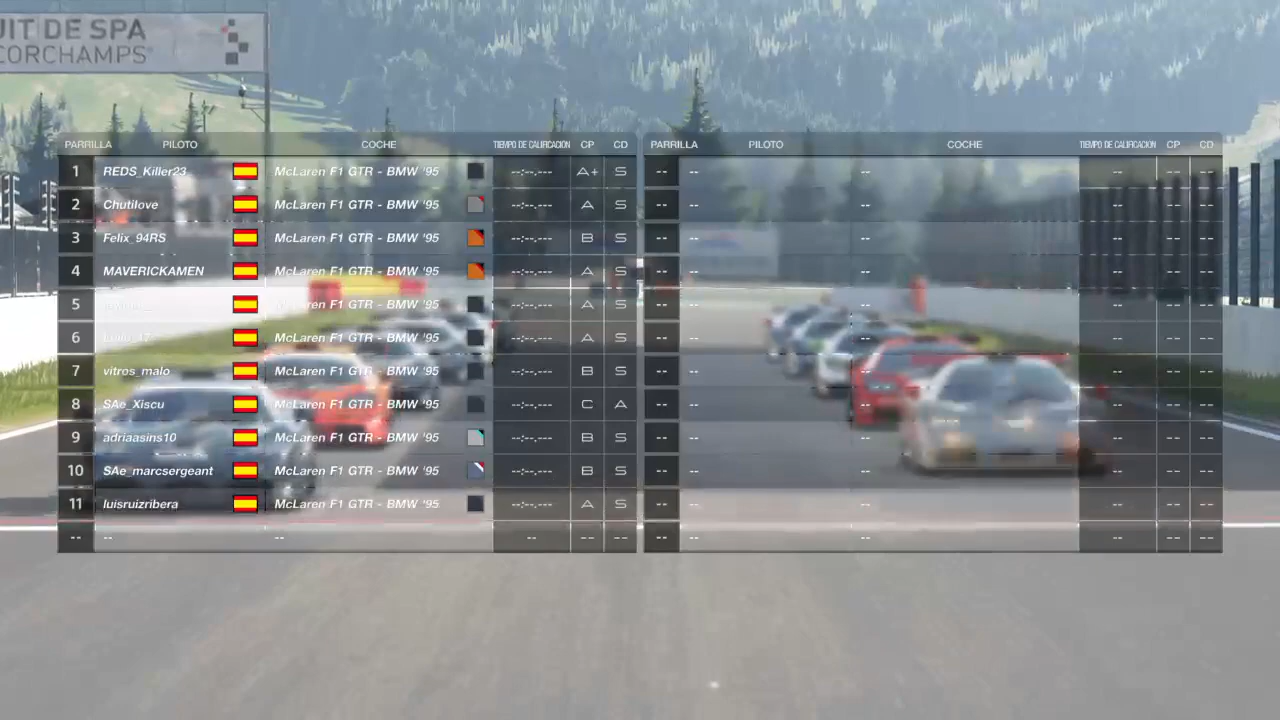 UIT DE SPA
CORCHAMPS
PARRILLA PILOTO COCHE TIEMPO DE CALIFICACIÓN CP CD PARRILLA PILOTO COCHE TIEMPO DE CALIFICACIÓN CP CD
1 REDS_Killer23 McLaren F1 GTR - BMW '95 --:--.--- A+ S -- -- -- -- -- --
2 Chutilove McLaren F1 GTR - BMW '95 --:--.--- A S -- -- -- -- -- --
3 Felix_94RS McLaren F1 GTR - BMW '95 --:--.--- B S -- -- -- -- -- --
4 MAVERICKAMEN McLaren F1 GTR - BMW '95 --:--.--- A S -- -- -- -- -- --
5 McLaren F1 GTR - BMW '95 --:--.--- A S -- -- -- -- -- --
6 McLaren F1 GTR - BMW '95 --:--.--- A S -- -- -- -- -- --
7 vitros_malo McLaren F1 GTR - BMW '95 --:--.--- B S -- -- -- -- -- --
8 SAe_Xiscu McLaren F1 GTR - BMW '95 --:--.--- C A -- -- -- -- -- --
9 adriaasins10 McLaren F1 GTR - BMW '95 --:--.--- B S -- -- -- -- -- --
10 SAe_marcsergeant McLaren F1 GTR - BMW '95 --:--.--- B S -- -- -- -- -- --
11 luisruizribera McLaren F1 GTR - BMW '95 --:--.--- A S -- -- -- -- -- --
-- -- -- -- -- -- -- -- -- -- -- --